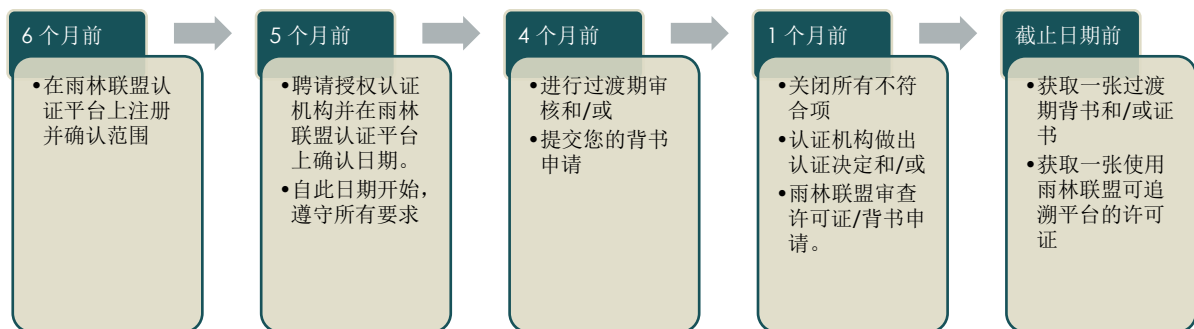 6 个月前
•在雨林联盟认
证平台上注册
并确认范围
5 个月前
•聘请授权认证
机构并在雨林
联盟认证平台
上确认日期。
•自此日期开始，
遵守所有要求
4 个月前
•进行过渡期审
核和/或
•提交您的背书
申请
1 个月前
•关闭所有不符
合项
•认证机构做出
认证决定和/或
•雨林联盟审查
许可证/背书申
请。
截止日期前
•获取一张过渡
期背书和/或证
书
•获取一张使用
雨林联盟可追
溯平台的许可
证